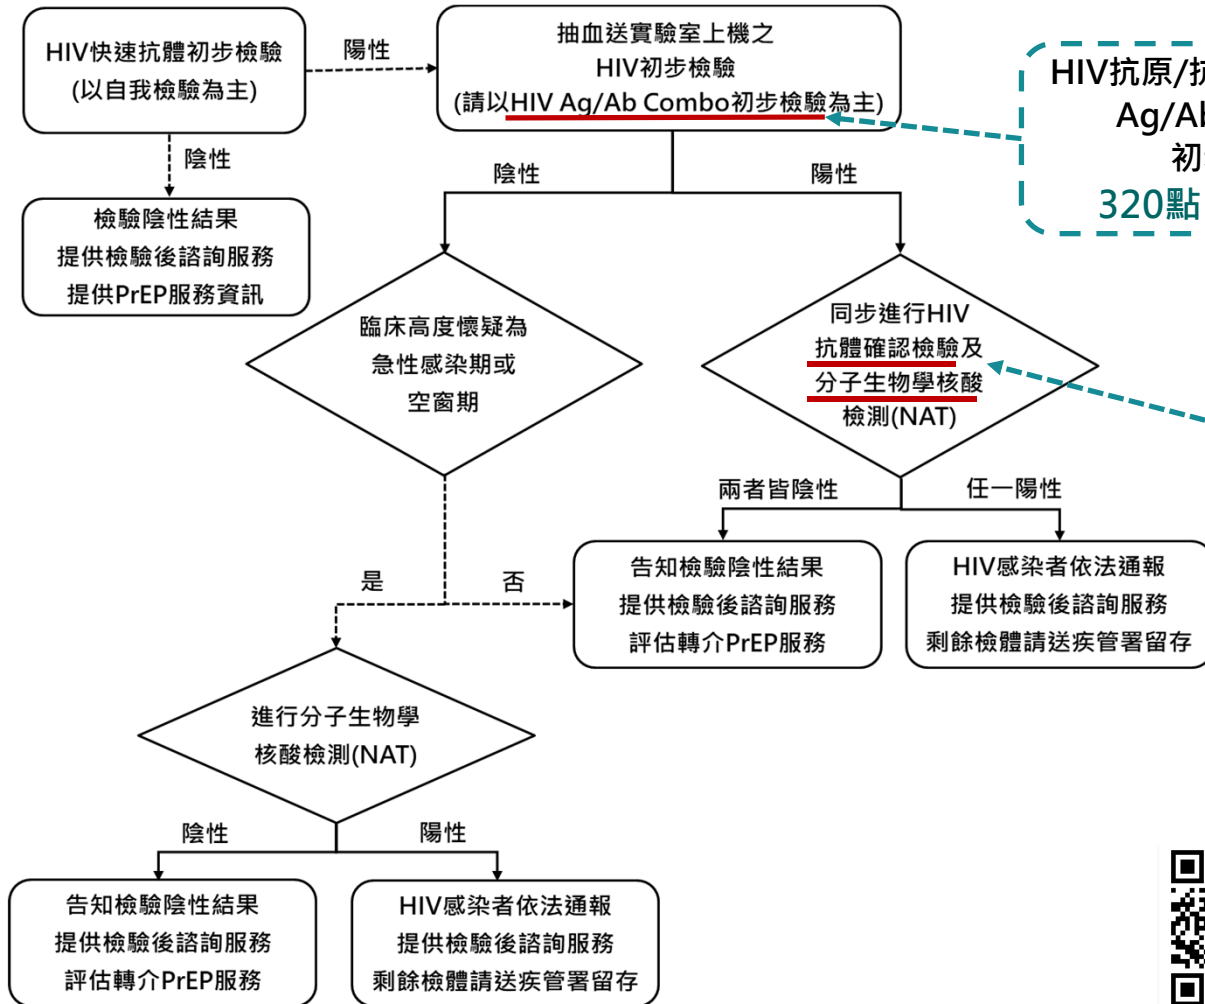 HIV快速抗體初步檢驗
(以自我檢驗為主)
陽性
抽血送實驗室上機之
HIV初步檢驗
(請以HIV Ag/Ab Combo初步檢驗為主)
HIV抗原/
Ag/A
初
320點
陰性
檢驗陰性結果
提供檢驗後諮詢服務
提供PrEP服務資訊
陰性
陽性
臨床高度懷疑為
急性感染期或
空窗期
同步進行HIV
抗體確認檢驗及
分子生物學核酸
檢測(NAT)
兩者皆陰性
任一陽性
是
否
告知檢驗陰性結果
提供檢驗後諮詢服務
評估轉介PrEP服務
HIV感染者依法通報
提供檢驗後諮詢服務
剩餘檢體請送疾管署留存
進行分子生物學
核酸檢測(NAT)
陰性
陽性
告知檢驗陰性結果
提供檢驗後諮詢服務
評估轉介PrEP服務
HIV感染者依法通報
提供檢驗後諮詢服務
剩餘檢體請送疾管署留存